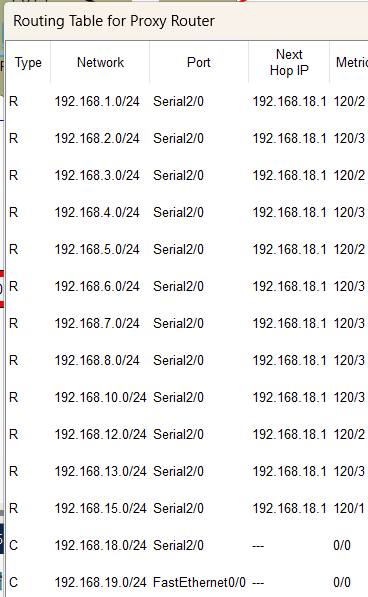 Routing Table for Proxy Router
Type Network Port Next Hop IP Metric
R 192.168.1.0/24 Serial2/0 192.168.18.1 120/2
R 192.168.2.0/24 Serial2/0 192.168.18.1 120/3
R 192.168.3.0/24 Serial2/0 192.168.18.1 120/2
R 192.168.4.0/24 Serial2/0 192.168.18.1 120/3
R 192.168.5.0/24 Serial2/0 192.168.18.1 120/2
R 192.168.6.0/24 Serial2/0 192.168.18.1 120/3
R 192.168.7.0/24 Serial2/0 192.168.18.1 120/3
R 192.168.8.0/24 Serial2/0 192.168.18.1 120/3
R 192.168.10.0/24 Serial2/0 192.168.18.1 120/3
R 192.168.12.0/24 Serial2/0 192.168.18.1 120/2
R 192.168.13.0/24 Serial2/0 192.168.18.1 120/3
R 192.168.15.0/24 Serial2/0 192.168.18.1 120/1
C 192.168.18.0/24 Serial2/0 --- 0/0
C 192.168.19.0/24 FastEthernet0/0 --- 0/0